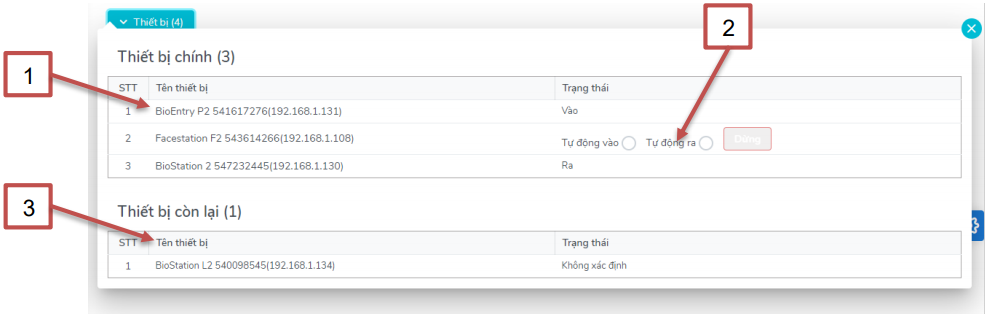 Thiết bị (4)
2
Thiết bị chính (3)
1
STT Tên thiết bị Trạng thái
1 BioEntry P2 541617276(192.168.1.131) Vào
2 Facestation F2 543614266(192.168.1.108) Tự động vào Tự động ra Dừng
3 BioStation 2 547232445(192.168.1.130) Ra
3
Thiết bị còn lại (1)
STT Tên thiết bị Trạng thái
1 BioStation L2 540098545(192.168.1.134) Không xác định